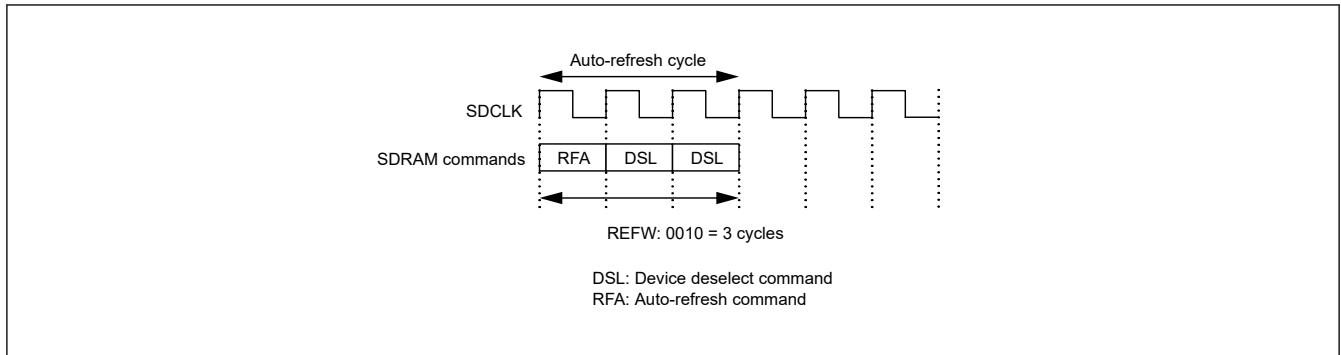 Auto-refresh cycle
SDCLK
SDRAM commands RFA DSL DSL
REFW: 0010 = 3 cycles
DSL: Device deselect command
RFA: Auto-refresh command